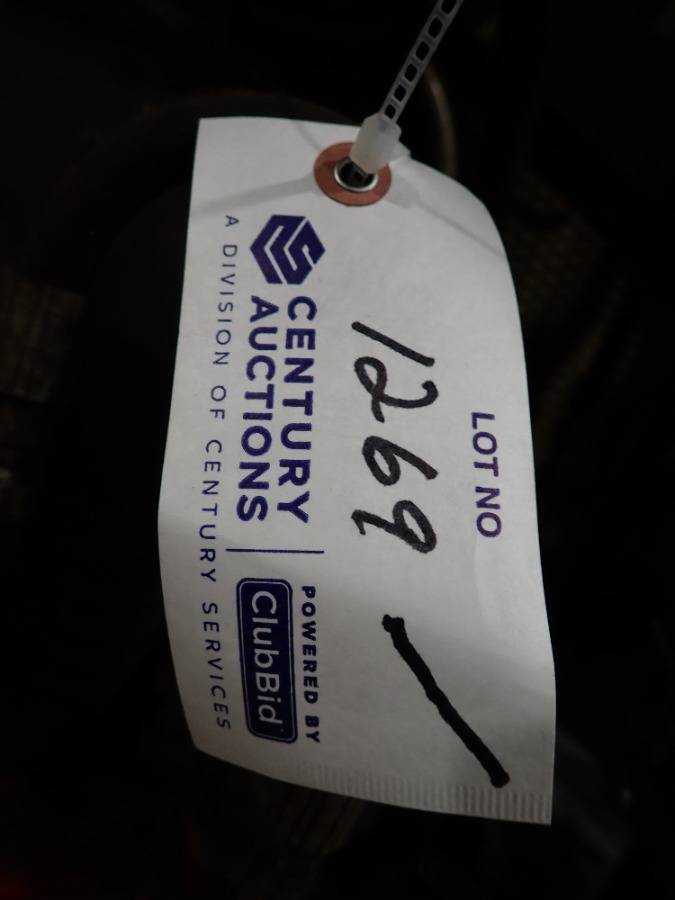 LOT NO
1269
CENTURY
AUCTIONS
A DIVISION OF CENTURY SERVICES
POWERED BY
ClubBid